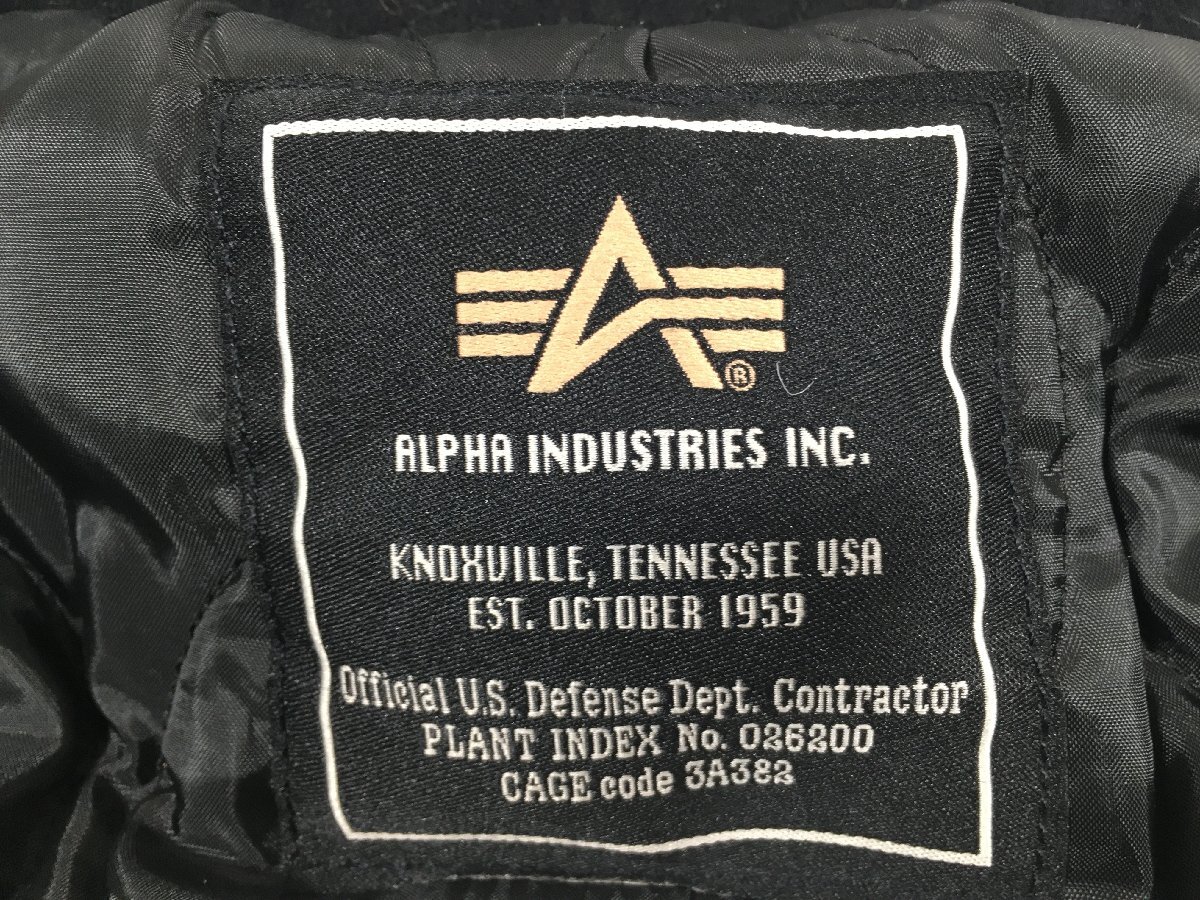 ®
ALPHA INDUSTRIES INC.
KNOXVILLE, TENNESSEE USA
EST. OCTOBER 1959
Official U.S. Defense Dept. Contractor
PLANT INDEX No. 026200
CAGE code 3A382